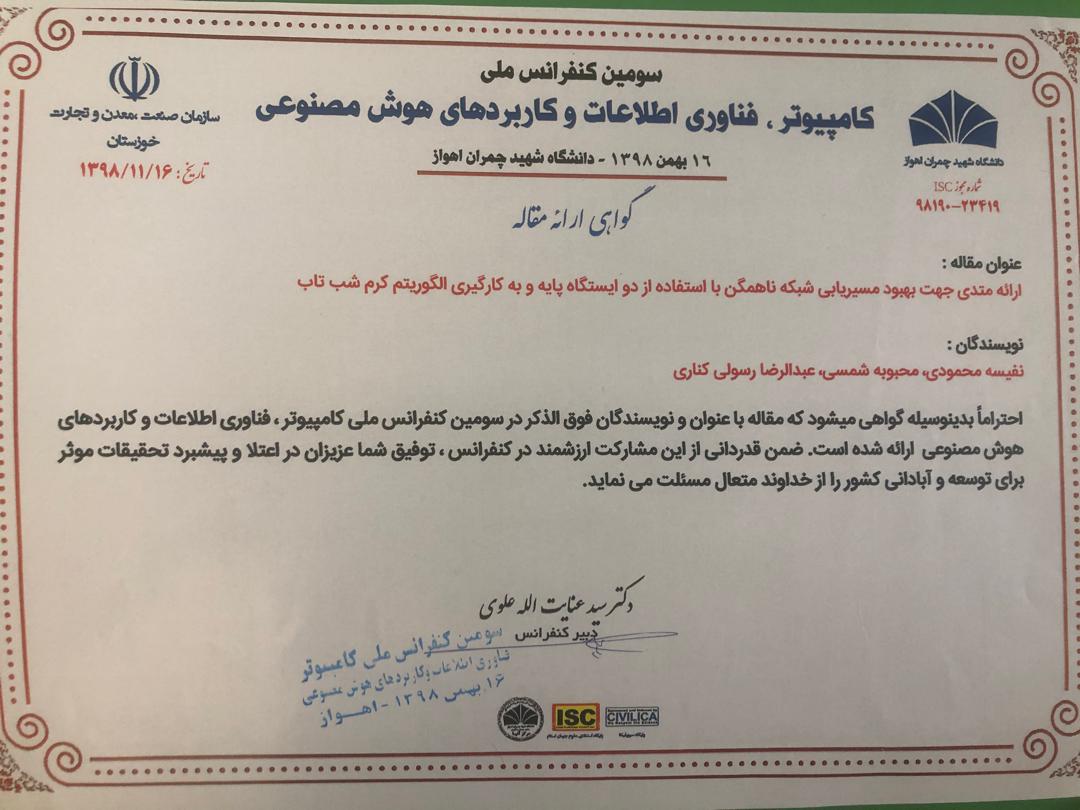 سومین کنفرانس ملی
کامپیوتر ، فناوری اطلاعات و کاربردهای هوش مصنوعی
۱۶ بهمن ۱۳۹۸ - دانشگاه شهید چمران اهواز
دانشگاه شهید چمران اهواز
شماره مجوز ISC
۹۸۱۹۰-۲۳۴۱۹
سازمان صنعت ،معدن و تجارت
خوزستان
تاریخ : ۱۳۹۸/۱۱/۱۶
گواهی ارائه مقاله
عنوان مقاله :
ارائه متدی جهت بهبود مسیریابی شبکه ناهمگن با استفاده از دو ایستگاه پایه و به کارگیری الگوریتم کرم شب تاب
نویسندگان :
نفیسه محمودی، محبوبه شمسی، عبدالرضا رسولی کناری
احتراماً بدینوسیله گواهی میشود که مقاله با عنوان و نویسندگان فوق الذکر در سومین کنفرانس ملی کامپیوتر ، فناوری اطلاعات و کاربردهای
هوش مصنوعی ارائه شده است. ضمن قدردانی از این مشارکت ارزشمند در کنفرانس ، توفیق شما عزیزان در اعتلا و پیشبرد تحقیقات موثر
برای توسعه و آبادانی کشور را از خداوند متعال مسئلت می نماید.
دکتر سید عنایت الله علوی
دبیر کنفرانس
سومین کنفرانس ملی کامپیوتر
فناوری اطلاعات و کاربردهای هوش مصنوعی
۱۶ بهمن ۱۳۹۸ - اهواز
ISC
CIVILICA